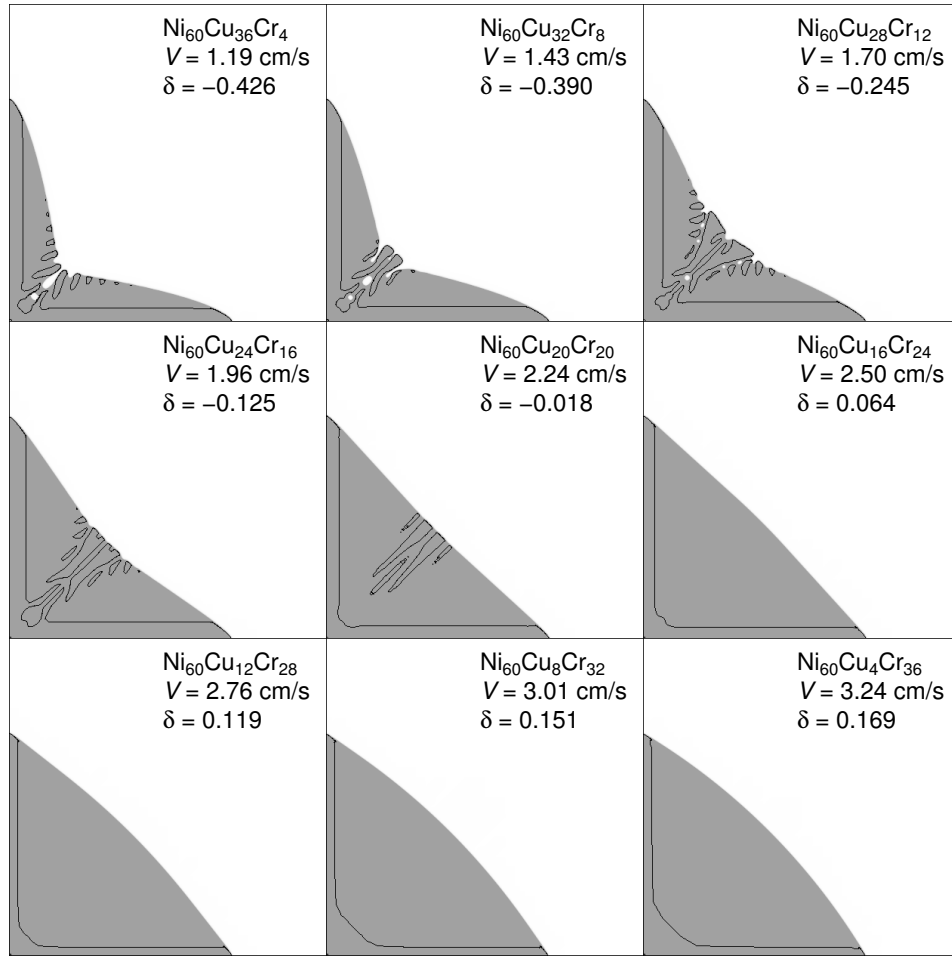 Ni₆₀Cu₃₆Cr₄
V = 1.19 cm/s
δ = −0.426
Ni₆₀Cu₃₂Cr₈
V = 1.43 cm/s
δ = −0.390
Ni₆₀Cu₂₈Cr₁₂
V = 1.70 cm/s
δ = −0.245
Ni₆₀Cu₂₄Cr₁₆
V = 1.96 cm/s
δ = −0.125
Ni₆₀Cu₂₀Cr₂₀
V = 2.24 cm/s
δ = −0.018
Ni₆₀Cu₁₆Cr₂₄
V = 2.50 cm/s
δ = 0.064
Ni₆₀Cu₁₂Cr₂₈
V = 2.76 cm/s
δ = 0.119
Ni₆₀Cu₈Cr₃₂
V = 3.01 cm/s
δ = 0.151
Ni₆₀Cu₄Cr₃₆
V = 3.24 cm/s
δ = 0.169